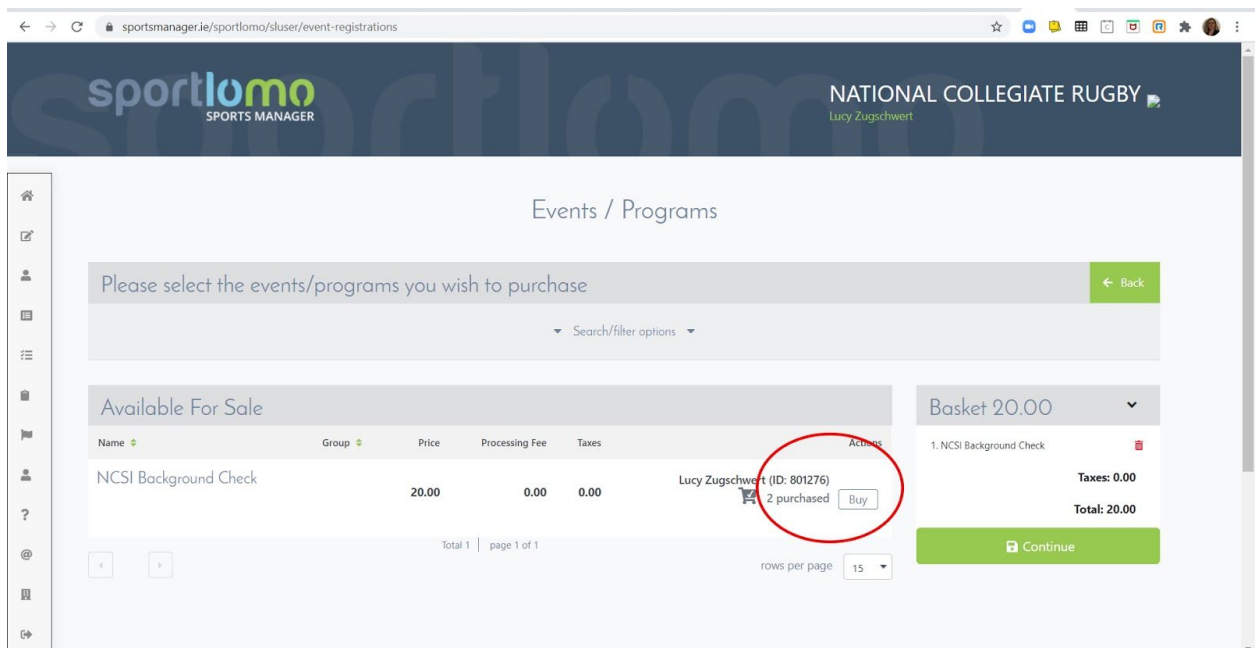 sportsmanager.ie/sportlomo/sluser/event-registrations
sportlomo
sportlomo
SPORTS MANAGER
NATIONAL COLLEGIATE RUGBY
Lucy Zugschwert
Events / Programs
Please select the events/programs you wish to purchase
← Back
Search/filter options
Available For Sale
Name Group Price Processing Fee Taxes Actions
NCSI Background Check 20.00 0.00 0.00
Lucy Zugschwert (ID: 801276)
2 purchased Buy
Total 1 | page 1 of 1
rows per page 15
Basket 20.00
1. NCSI Background Check
Taxes: 0.00
Total: 20.00
Continue
?
@